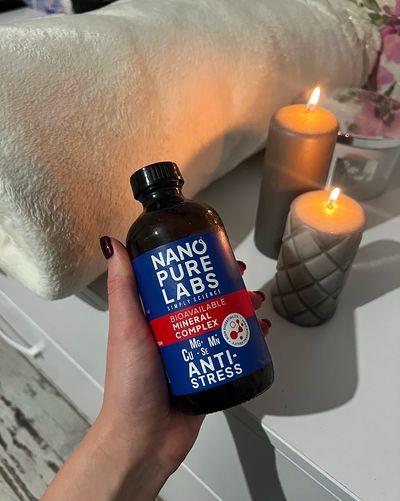 NANO
PURE
LABS
SIMPLY SCIENCE
BIOAVAILABLE
MINERAL
COMPLEX
Mg- Mn
Cu - Se
ANTI-
STRESS